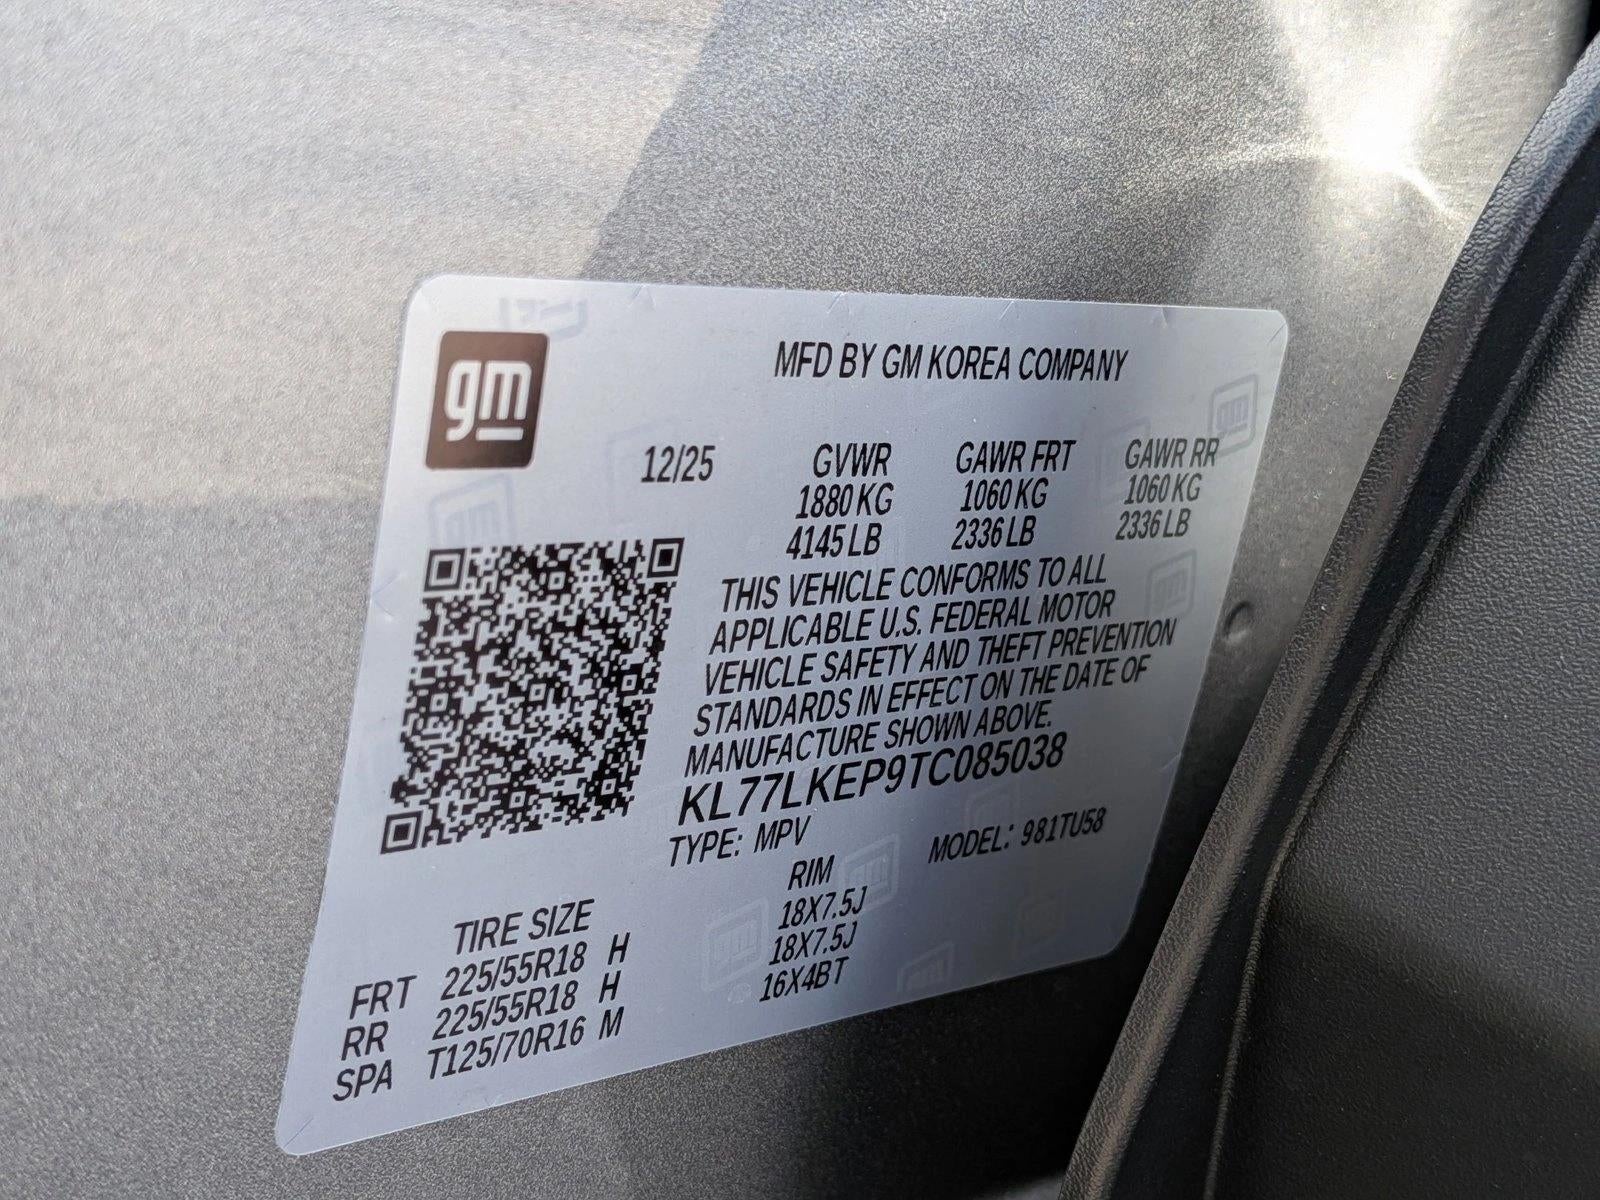 gm
MFD BY GM KOREA COMPANY
12/25 GVWR GAWR FRT GAWR RR
1880 KG 1060 KG 1060 KG
4145 LB 2336 LB 2336 LB
THIS VEHICLE CONFORMS TO ALL
APPLICABLE U.S. FEDERAL MOTOR
VEHICLE SAFETY AND THEFT PREVENTION
STANDARDS IN EFFECT ON THE DATE OF
MANUFACTURE SHOWN ABOVE.
KL77LKEP9TC085038
TYPE: MPV MODEL: 981TU58
TIRE SIZE RIM
FRT 225/55R18 H 18X7.5J
RR 225/55R18 H 18X7.5J
SPA T125/70R16 M 16X4BT